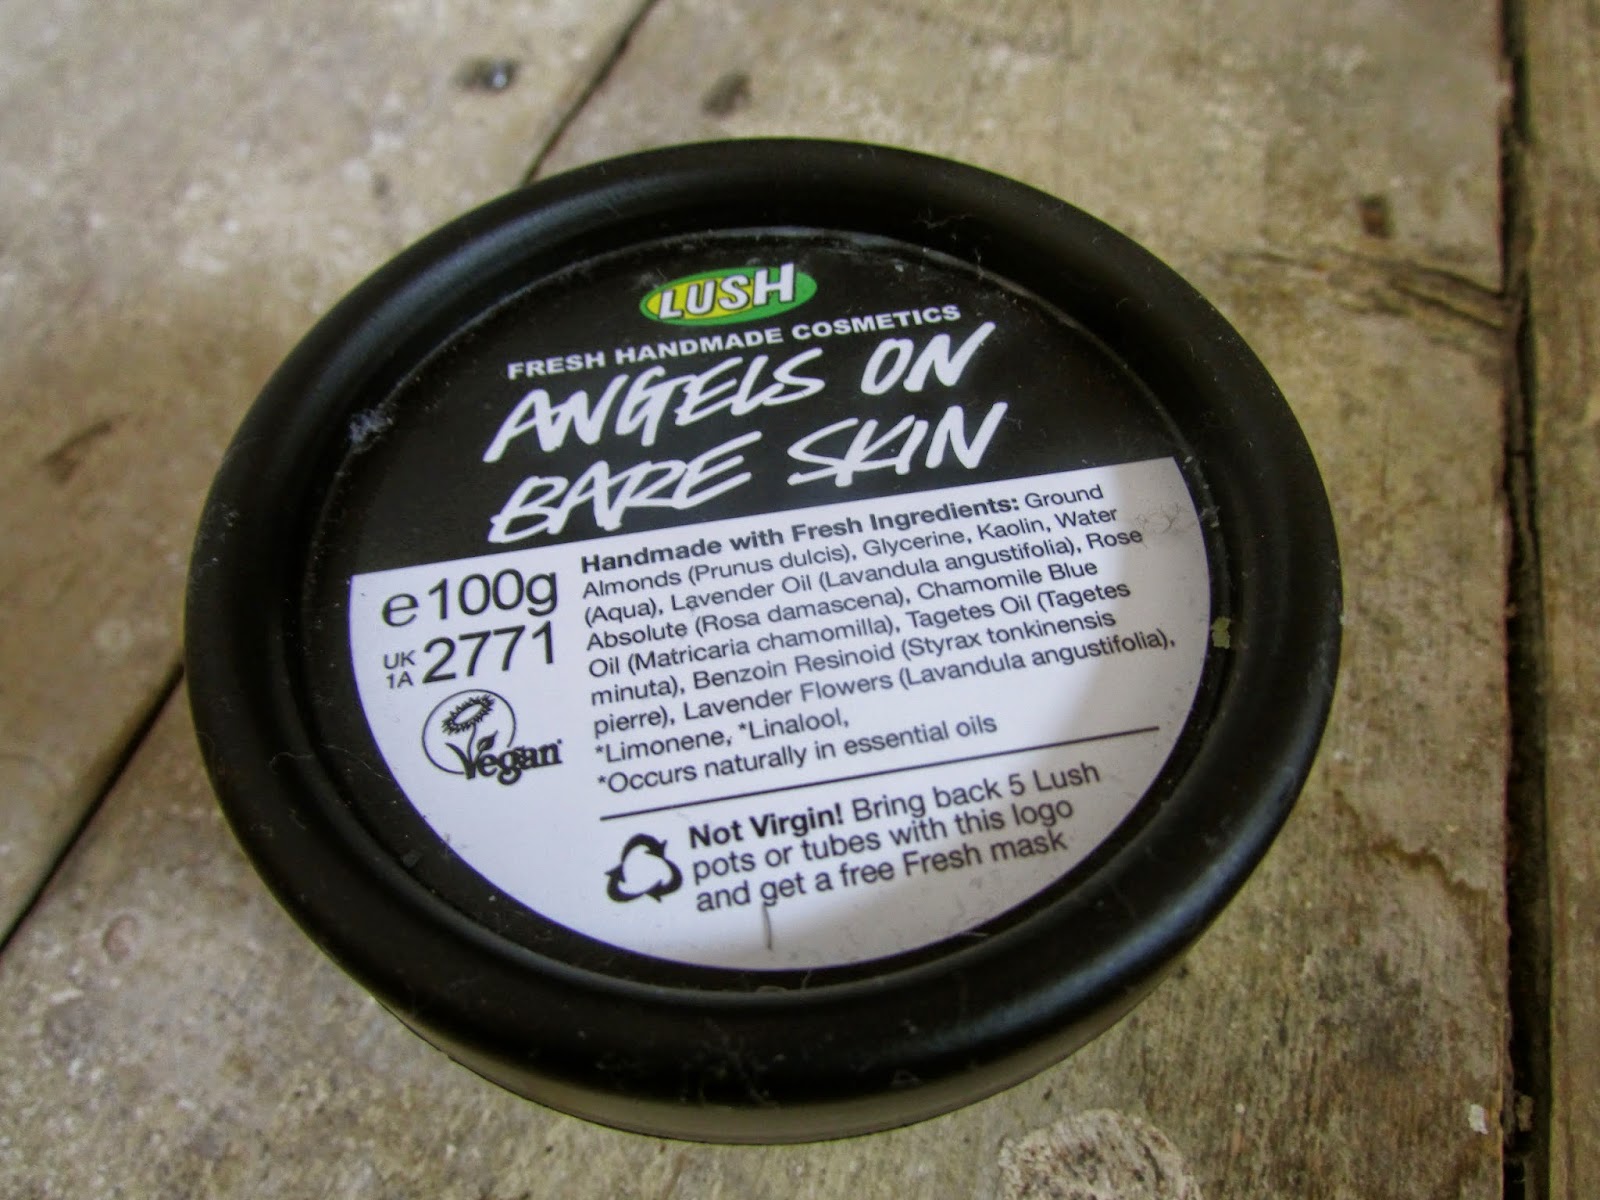 LUSH
FRESH HANDMADE COSMETICS
ANGELS ON
BARE SKIN
e100g
UK 1A 2771
Vegan
Handmade with Fresh Ingredients: Ground
Almonds (Prunus dulcis), Glycerine, Kaolin, Water
(Aqua), Lavender Oil (Lavandula angustifolia), Rose
Absolute (Rosa damascena), Chamomile Blue
Oil (Matricaria chamomilla), Tagetes Oil (Tagetes
minuta), Benzoin Resinoid (Styrax tonkinensis
pierre), Lavender Flowers (Lavandula angustifolia),
*Limonene, *Linalool,
*Occurs naturally in essential oils
Not Virgin! Bring back 5 Lush
pots or tubes with this logo
and get a free Fresh mask